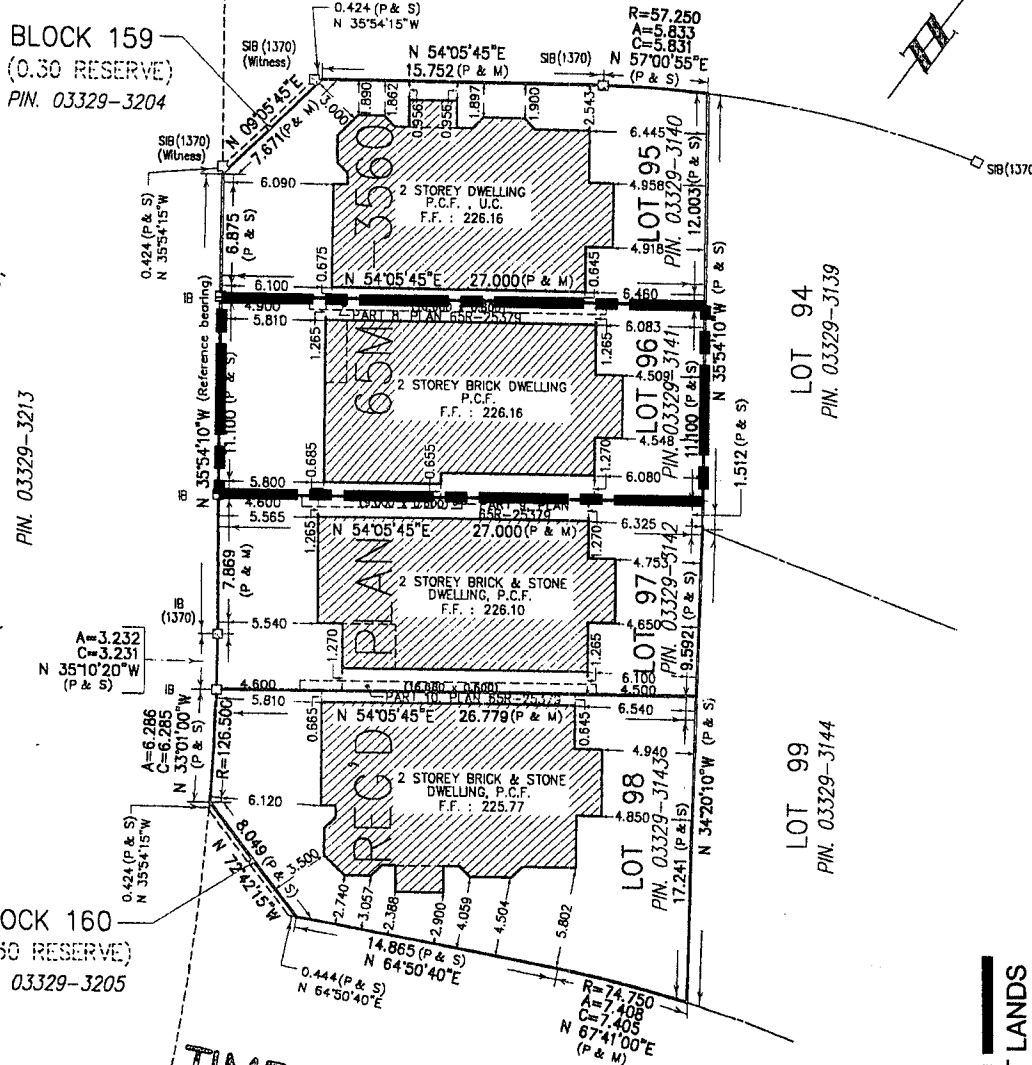 0.424 (P & S)
N 35°54'15"W
BLOCK 159
(0.30 RESERVE)
PIN. 03329-3204
SIB (1370)
(Witness)
N 54°05'45"E
15.752 (P & M)
SIB(1370)
R=57.250
A=5.833
C=5.831
N 57°00'55"E
(P & S)
SIB(1370
N 09°05'45"E
7.671(P & M)
3.000
1.890
1.862
0.956
0.956
1.897
1.900
2.543
6.445
SIB(1370)
(Witness)
6.090
0.424 (P & S)
N 35°54'15"W
6.875
(P & S)
2 STOREY DWELLING
P.C.F. , U.C.
F.F. : 226.16
4.958
4.918
LOT 95
PIN. 03329-3140
12.003(P & S)
0.675
0.645
6.100
N 54°05'45"E 27.000(P & M)
6.460
IB
4.900
5.810
PART 8, PLAN 65R-25379
6.083
1.265
1.265
N 35°54'10"W (Reference bearing)
11.100 (P & S)
2 STOREY BRICK DWELLING
P.C.F.
F.F. : 226.16
4.509
4.548
LOT 96
PIN. 03329-3141
11.100 (P & S)
N 35°54'10"W (P & S)
LOT 94
PIN. 03329-3139
PIN. 03329-3213
0.685
0.655
1.270
5.800
6.080
1.512 (P & S)
IB
4.600
5.565
65R-25379
6.325
1.265
N 54°05'45"E 27.000(P & M)
1.270
4.753
7.869
(P & M)
2 STOREY BRICK & STONE
DWELLING, P.C.F.
F.F. : 226.10
LOT 97
PIN. 03329-3142
9.592(P & S)
IB
(1370)
5.540
4.650
A=3.232
C=3.231
N 35°10'20"W
(P & S)
1.270
1.265
6.100
IB
4.600
4.500
5.810
PART 10, PLAN 65R-25379
6.540
0.665
N 54°05'45"E 26.779(P & M)
0.645
A=6.286
C=6.285
N 33°01'00"W
(P & S)
R=126.500
4.940
2 STOREY BRICK & STONE
DWELLING, P.C.F.
F.F. : 225.77
6.120
4.850
LOT 98
PIN. 03329-3143
17.241 (P & S)
N 34°20'10"W (P & S)
LOT 99
PIN. 03329-3144
REG'D PLAN 65M-3560
0.424 (P & S)
N 35°54'15"W
8.049 (P & S)
N 72°42'15"W
3.500
2.740
3.057
2.388
2.900
4.059
4.504
5.802
OCK 160
RESERVE)
03329-3205
14.865 (P & S)
N 64°50'40"E
0.444(P & S)
N 64°50'40"E
R=74.750
A=7.408
C=7.405
N 67°41'00"E
(P & M)
LANDS